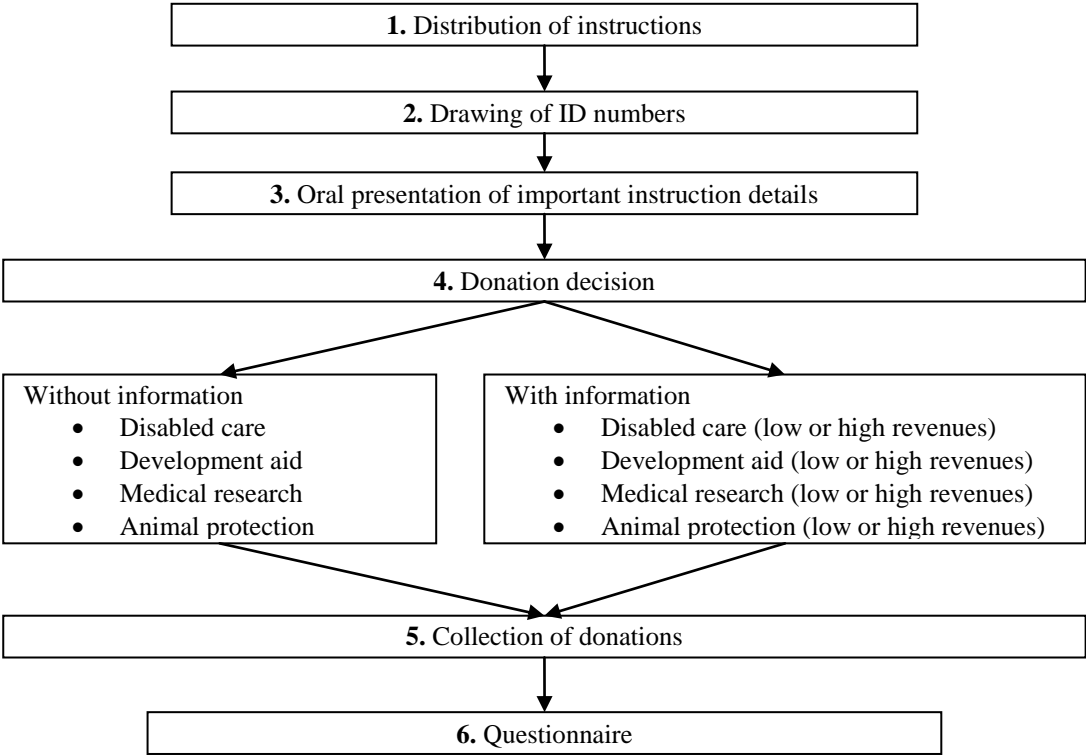 1. Distribution of instructions
2. Drawing of ID numbers
3. Oral presentation of important instruction details
4. Donation decision
Without information
• Disabled care
• Development aid
• Medical research
• Animal protection
With information
• Disabled care (low or high revenues)
• Development aid (low or high revenues)
• Medical research (low or high revenues)
• Animal protection (low or high revenues)
5. Collection of donations
6. Questionnaire